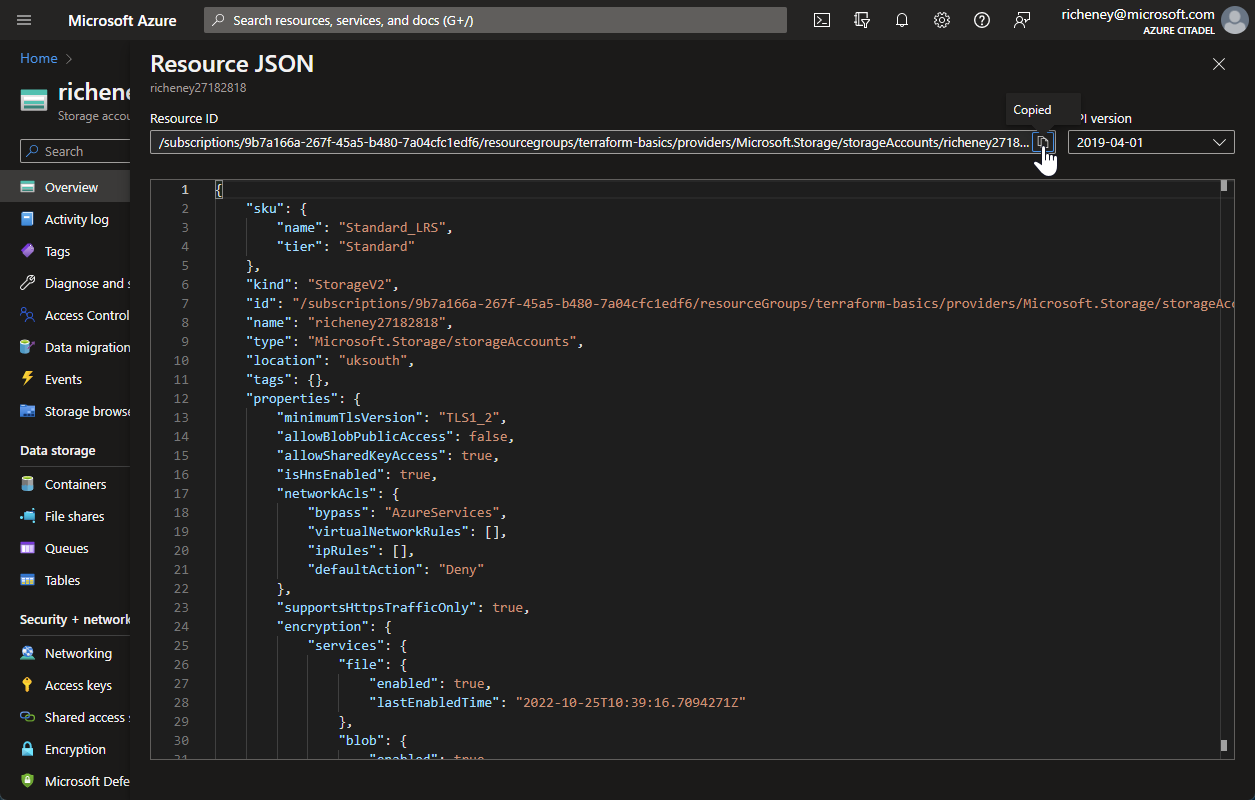 Microsoft Azure
Search resources, services, and docs (G+/)
richeney@microsoft.com
AZURE CITADEL
Home
richene
Storage accou
Search
Overview
Activity log
Tags
Diagnose and s
Access Control
Data migration
Events
Storage browse
Data storage
Containers
File shares
Queues
Tables
Security + network
Networking
Access keys
Shared access s
Encryption
Microsoft Defe
Resource JSON
richeney27182818
Resource ID
Copied
PI version
/subscriptions/9b7a166a-267f-45a5-b480-7a04cfc1edf6/resourcegroups/terraform-basics/providers/Microsoft.Storage/storageAccounts/richeney2718...
2019-04-01
1 {
2 "sku": {
3 "name": "Standard_LRS",
4 "tier": "Standard"
5 },
6 "kind": "StorageV2",
7 "id": "/subscriptions/9b7a166a-267f-45a5-b480-7a04cfc1edf6/resourceGroups/terraform-basics/providers/Microsoft.Storage/storageAcc
8 "name": "richeney27182818",
9 "type": "Microsoft.Storage/storageAccounts",
10 "location": "uksouth",
11 "tags": {},
12 "properties": {
13 "minimumTlsVersion": "TLS1_2",
14 "allowBlobPublicAccess": false,
15 "allowSharedKeyAccess": true,
16 "isHnsEnabled": true,
17 "networkAcls": {
18 "bypass": "AzureServices",
19 "virtualNetworkRules": [],
20 "ipRules": [],
21 "defaultAction": "Deny"
22 },
23 "supportsHttpsTrafficOnly": true,
24 "encryption": {
25 "services": {
26 "file": {
27 "enabled": true,
28 "lastEnabledTime": "2022-10-25T10:39:16.7094271Z"
29 },
30 "blob": {
31 "enabled": true